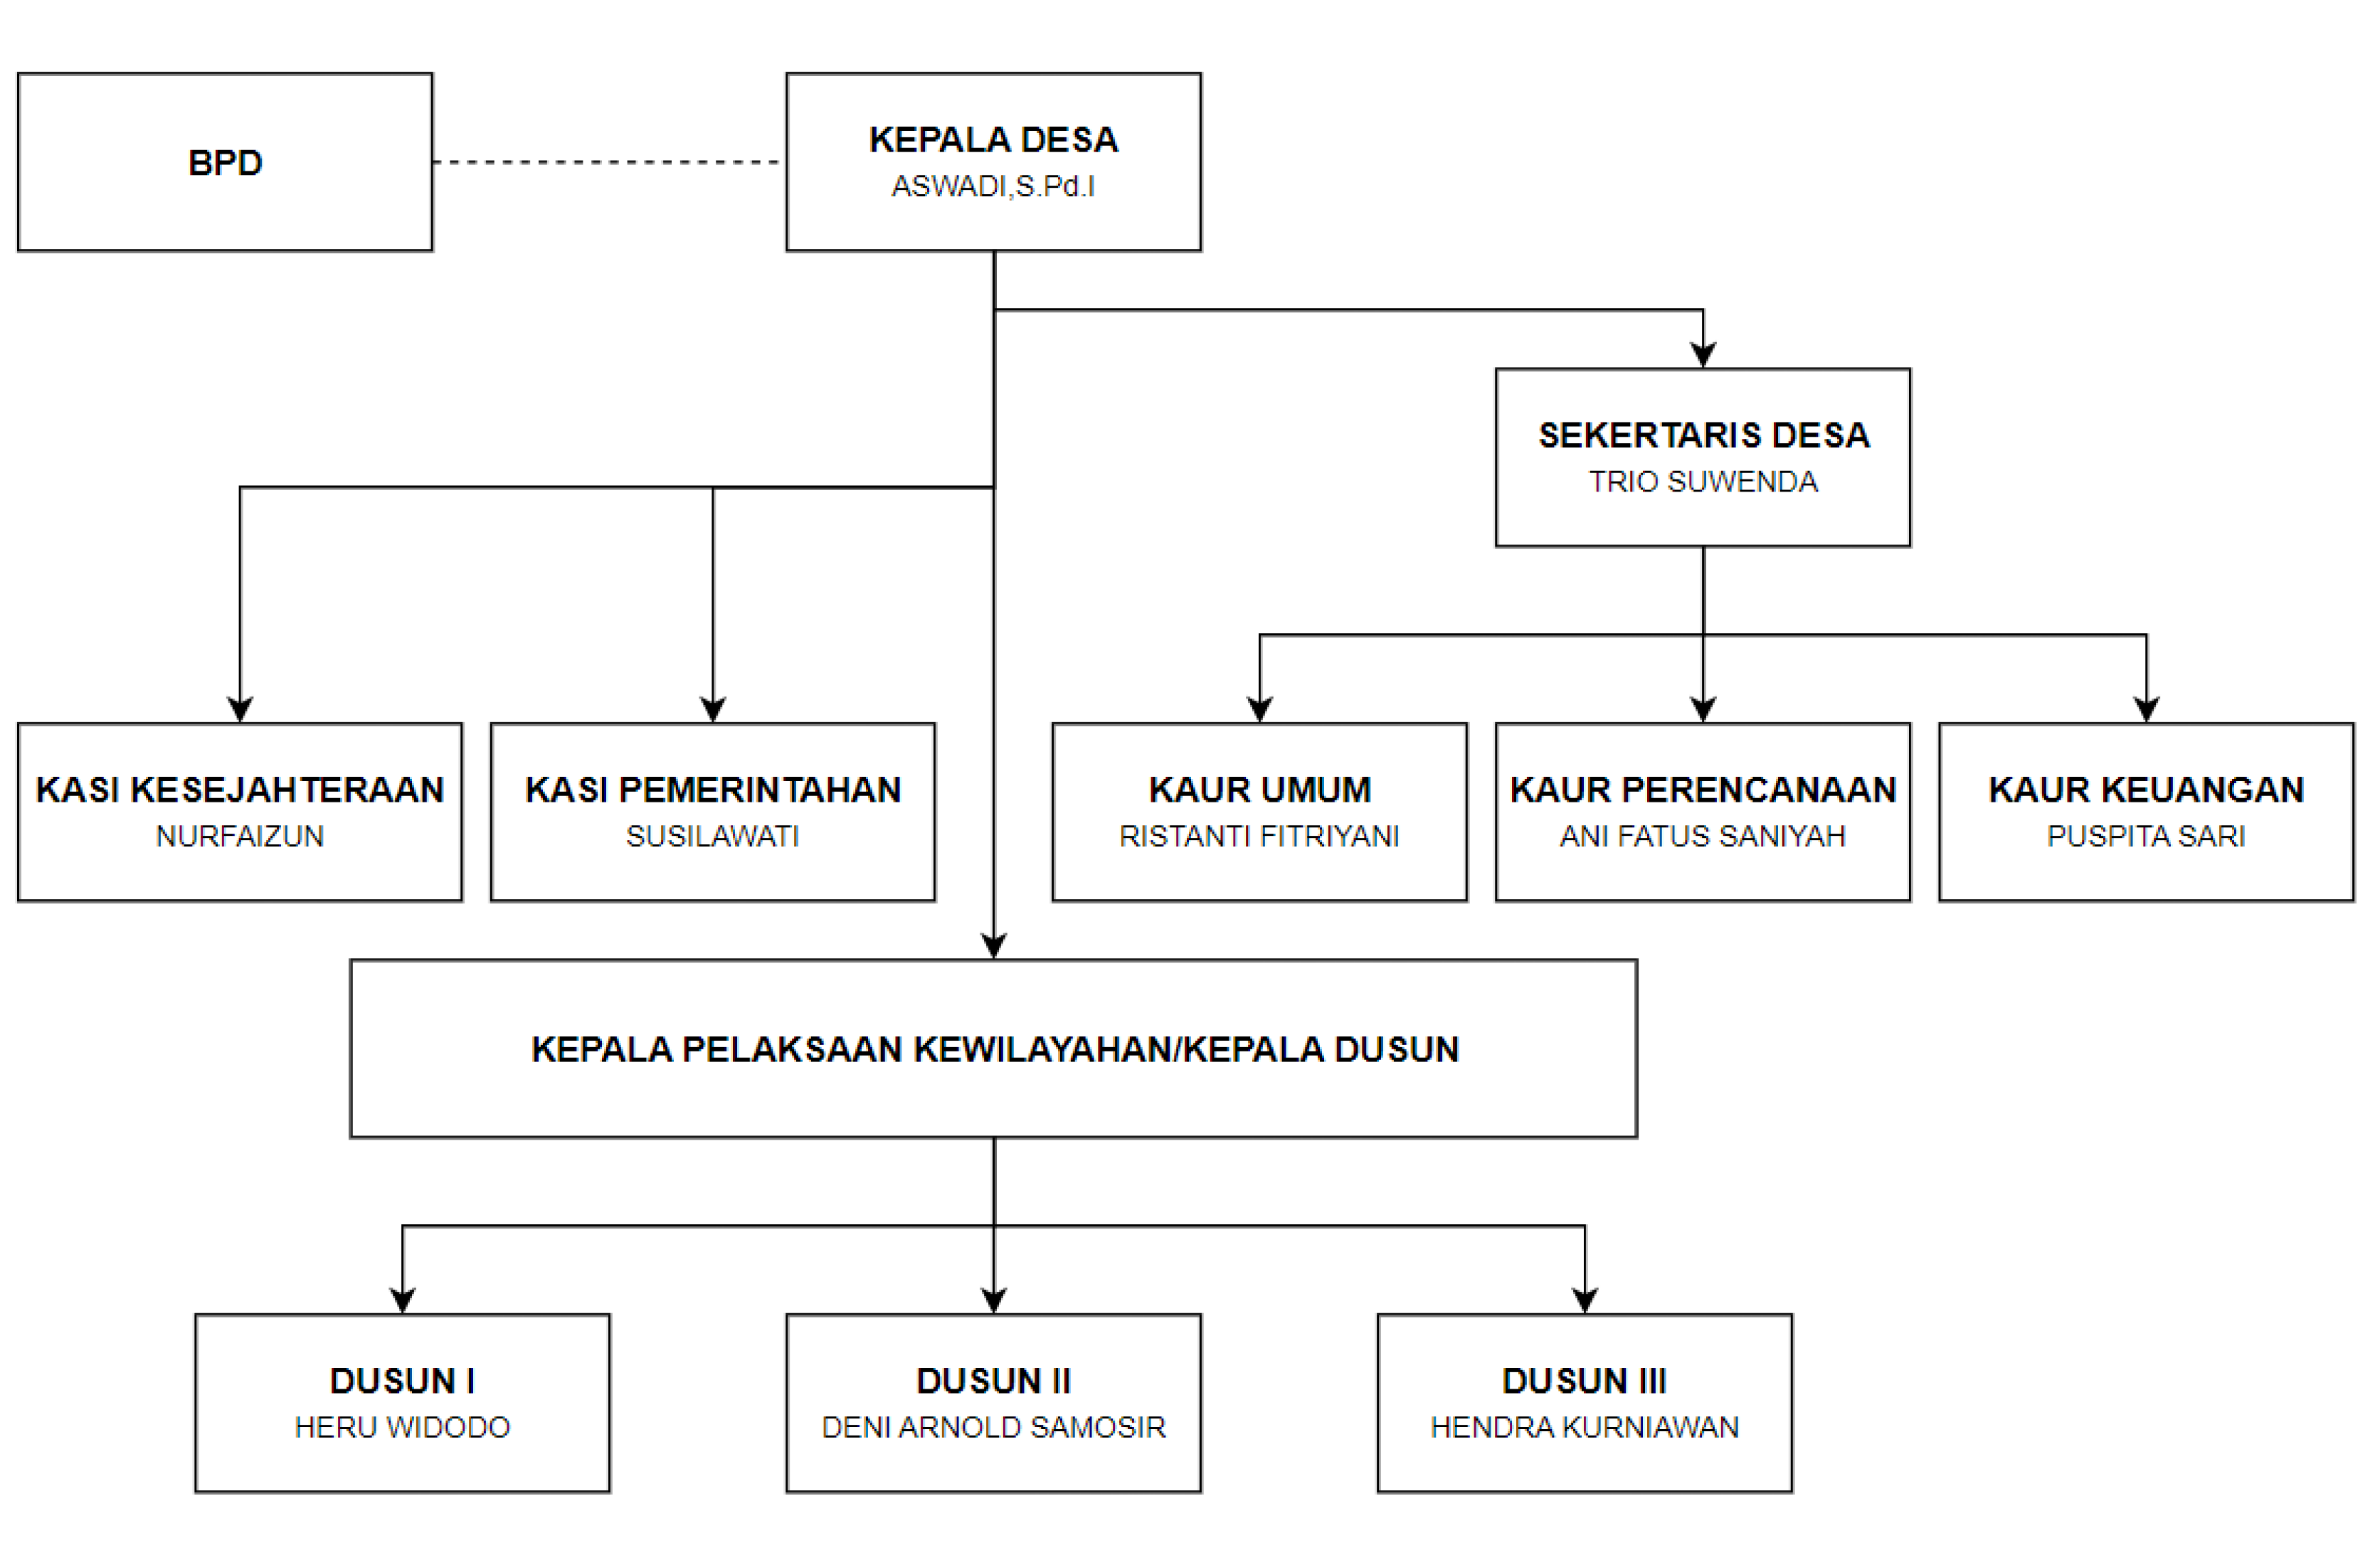 BPD
KEPALA DESA
ASWADI,S.Pd.I
SEKERTARIS DESA
TRIO SUWENDA
KASI KESEJAHTERAAN
NURFAIZUN
KASI PEMERINTAHAN
SUSILAWATI
KAUR UMUM
RISTANTI FITRIYANI
KAUR PERENCANAAN
ANI FATUS SANIYAH
KAUR KEUANGAN
PUSPITA SARI
KEPALA PELAKSAAN KEWILAYAHAN/KEPALA DUSUN
DUSUN I
HERU WIDODO
DUSUN II
DENI ARNOLD SAMOSIR
DUSUN III
HENDRA KURNIAWAN